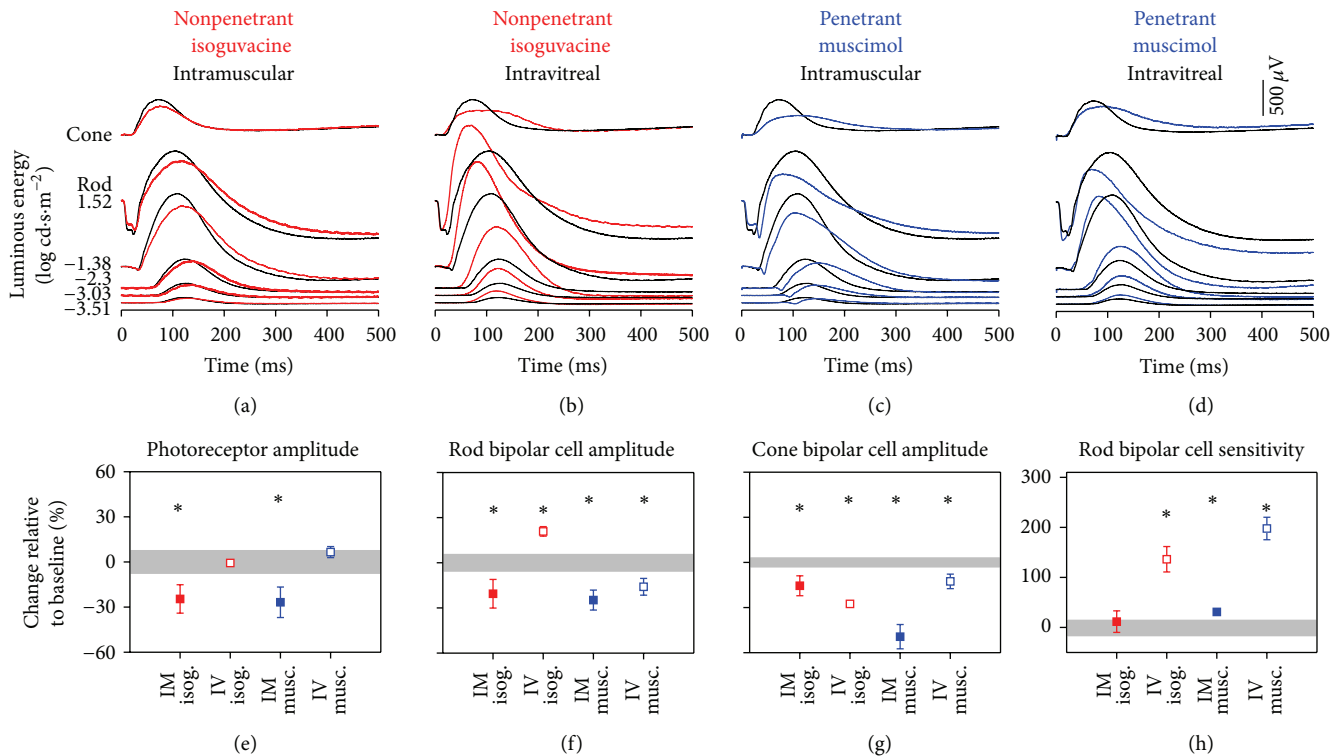 Nonpenetrant
isoguvacine
Intramuscular
Nonpenetrant
isoguvacine
Intravitreal
Penetrant
muscimol
Intramuscular
Penetrant
muscimol
Intravitreal
500 μV
Luminous energy
(log cd·s·m−2)
Cone
Rod
1.52
−1.38
−2.3
−3.03
−3.51
0 100 200 300 400 500
Time (ms)
(a)
0 100 200 300 400 500
Time (ms)
(b)
0 100 200 300 400 500
Time (ms)
(c)
0 100 200 300 400 500
Time (ms)
(d)
Change relative
to baseline (%)
Photoreceptor amplitude
60
30
0
−30
−60
* *
IM isog.
IV isog.
IM musc.
IV musc.
(e)
Rod bipolar cell amplitude
* * * *
IM isog.
IV isog.
IM musc.
IV musc.
(f)
Cone bipolar cell amplitude
* * * *
IM isog.
IV isog.
IM musc.
IV musc.
(g)
Rod bipolar cell sensitivity
300
200
100
0
* * *
IM isog.
IV isog.
IM musc.
IV musc.
(h)